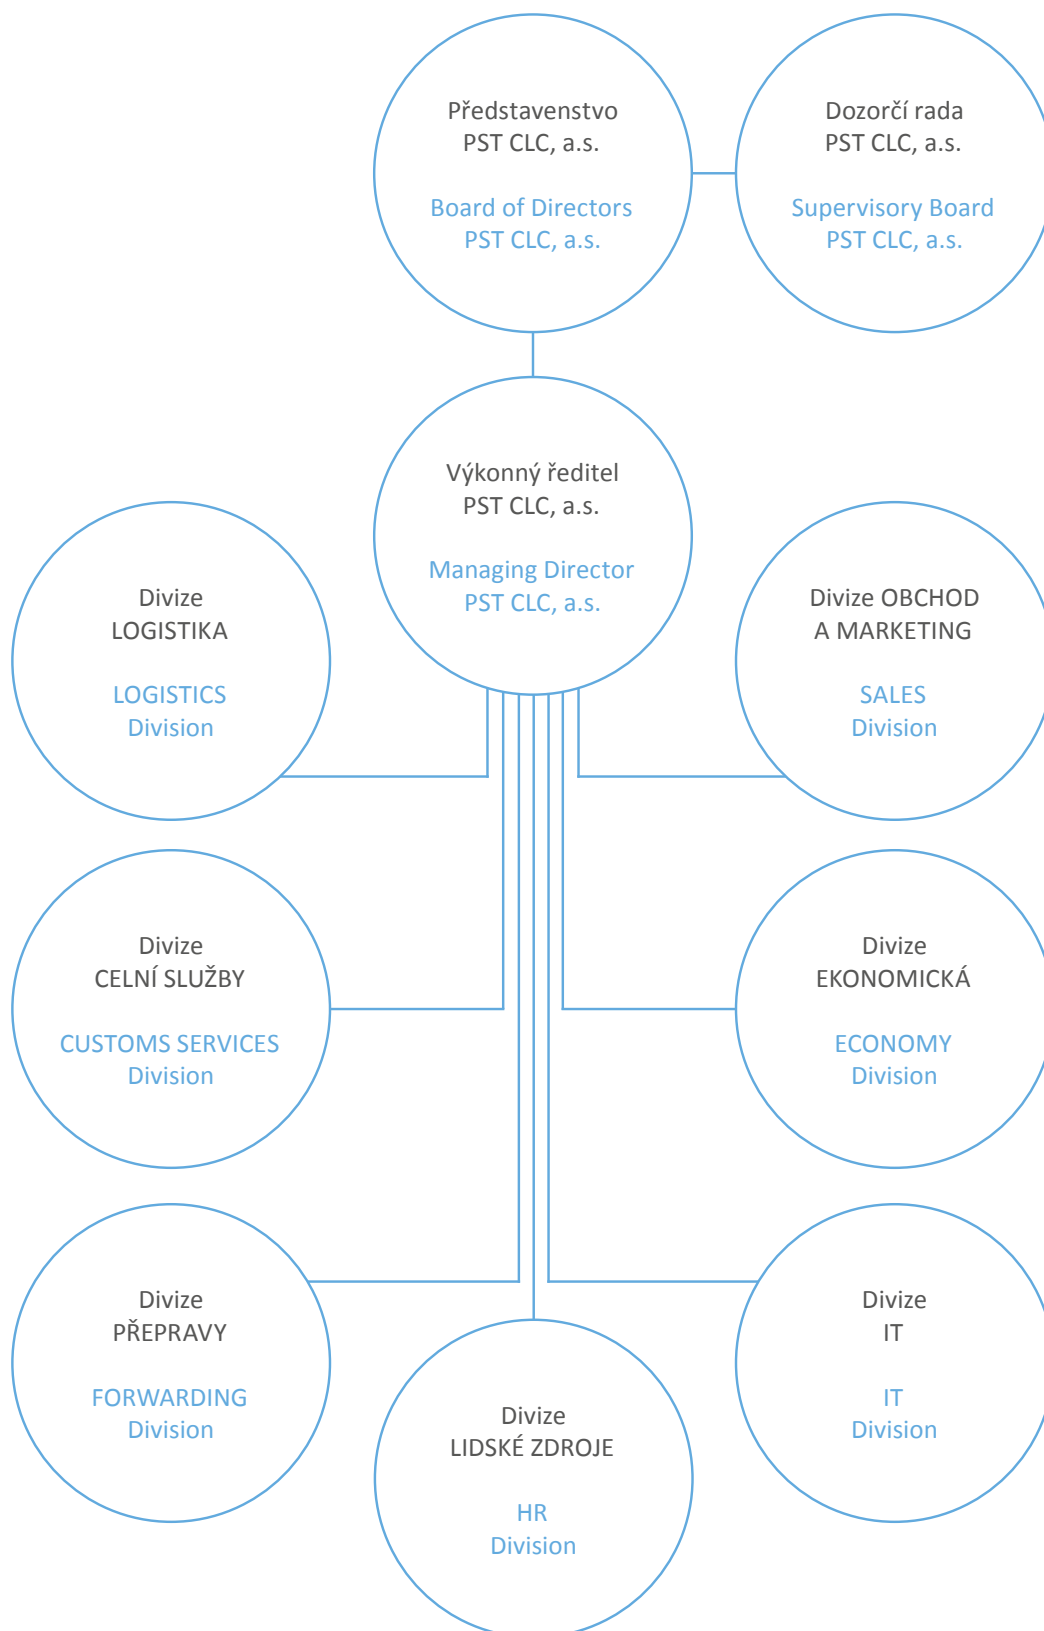 Představenstvo
PST CLC, a.s.
Board of Directors
PST CLC, a.s.
Dozorčí rada
PST CLC, a.s.
Supervisory Board
PST CLC, a.s.
Výkonný ředitel
PST CLC, a.s.
Managing Director
PST CLC, a.s.
Divize
LOGISTIKA
LOGISTICS
Division
Divize OBCHOD
A MARKETING
SALES
Division
Divize
CELNÍ SLUŽBY
CUSTOMS SERVICES
Division
Divize
EKONOMICKÁ
ECONOMY
Division
Divize
PŘEPRAVY
FORWARDING
Division
Divize
IT
IT
Division
Divize
LIDSKÉ ZDROJE
HR
Division